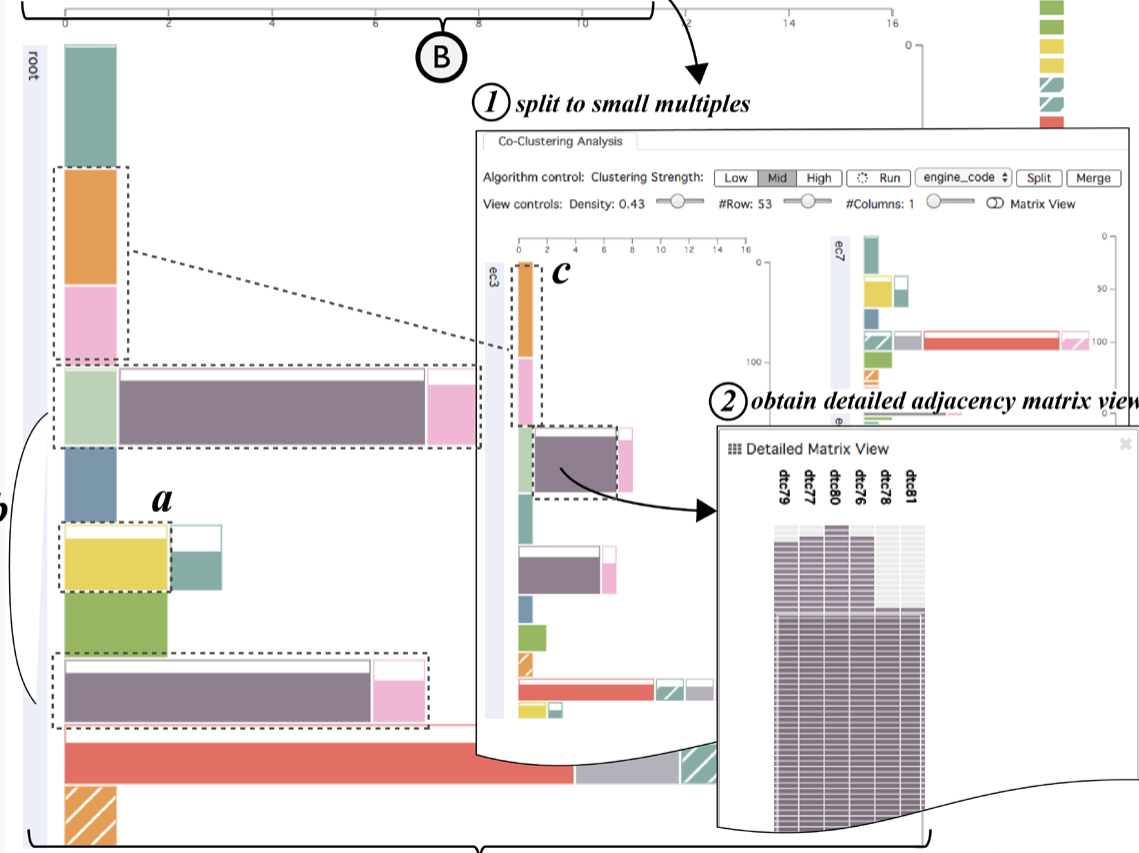 0 2 4 6 8 10 12 14 16
root
B
0
1 split to small multiples
Co-Clustering Analysis
Algorithm control: Clustering Strength: Low Mid High Run engine_code Split Merge
View controls: Density: 0.43 #Row: 53 #Columns: 1 Matrix View
0 2 4 6 8 10 12 14 16
ec3
c
0
100
ec7
0
50
100
0
2 obtain detailed adjacency matrix view
Detailed Matrix View
dtc79 dtc77 dtc80 dtc76 dtc78 dtc81
a
b